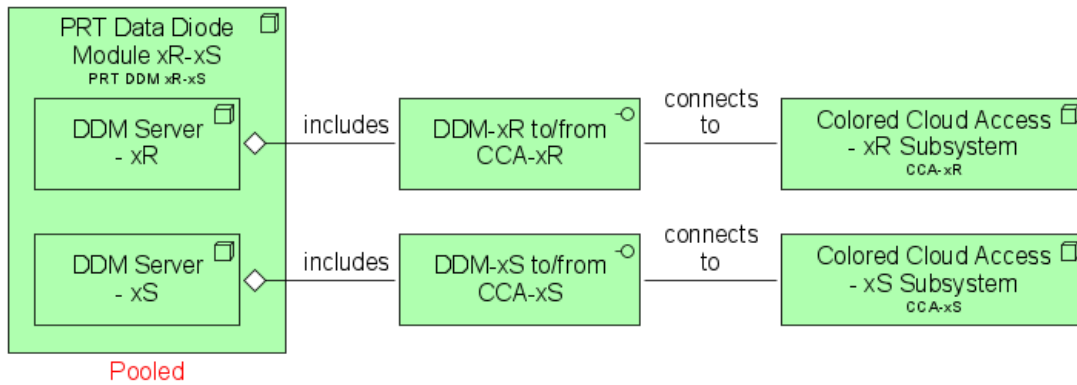 PRT Data Diode
Module xR-xS
PRT DDM xR-xS
DDM Server
- xR
includes
DDM-xR to/from
CCA-xR
connects
to
Colored Cloud Access
- xR Subsystem
CCA-xR
DDM Server
- xS
includes
DDM-xS to/from
CCA-xS
connects
to
Colored Cloud Access
- xS Subsystem
CCA-xS
Pooled